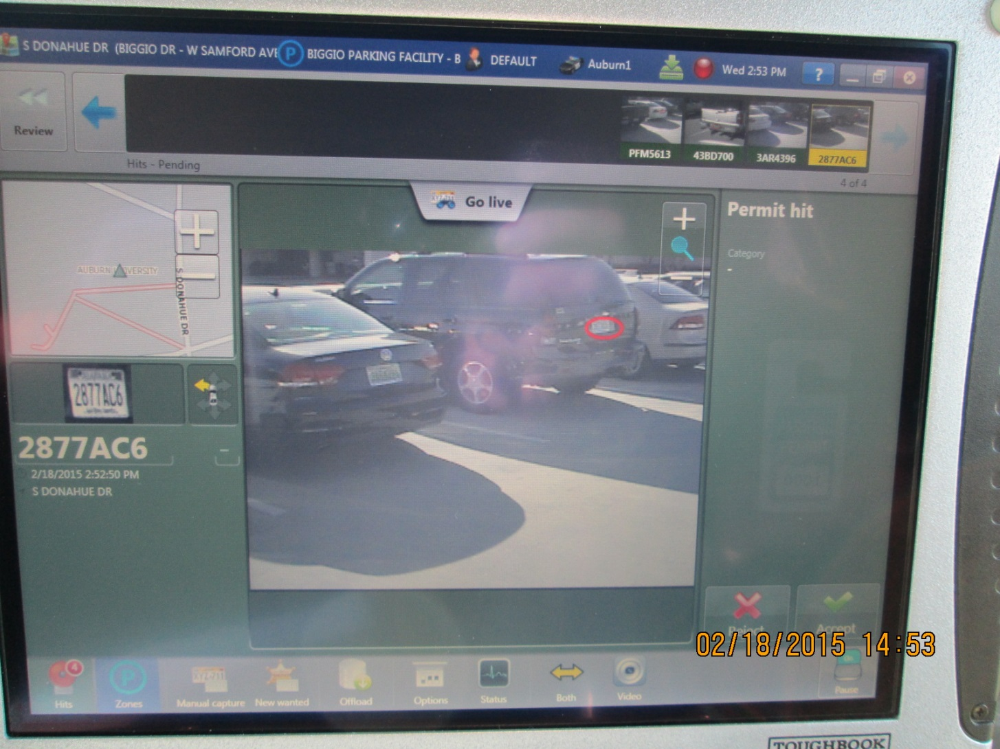 S DONAHUE DR (BIGGIO DR - W SAMFORD AVE
P BIGGIO PARKING FACILITY - B
DEFAULT
Auburn1
Wed 2:53 PM
?
Review
PFM5613
43BD700
3AR4396
2877AC6
Hits - Pending
4 of 4
Go live
Permit hit
Category
-
AUBURN UNIVERSITY
S DONAHUE DR
2877AC6
2877AC6
-
2/18/2015 2:52:50 PM
S DONAHUE DR
Reject
Accept
02/18/2015 14:53
4
Hits
P
Zones
Manual capture
New wanted
Offload
Options
Status
Both
Video
Pause
TOUGHBOOK